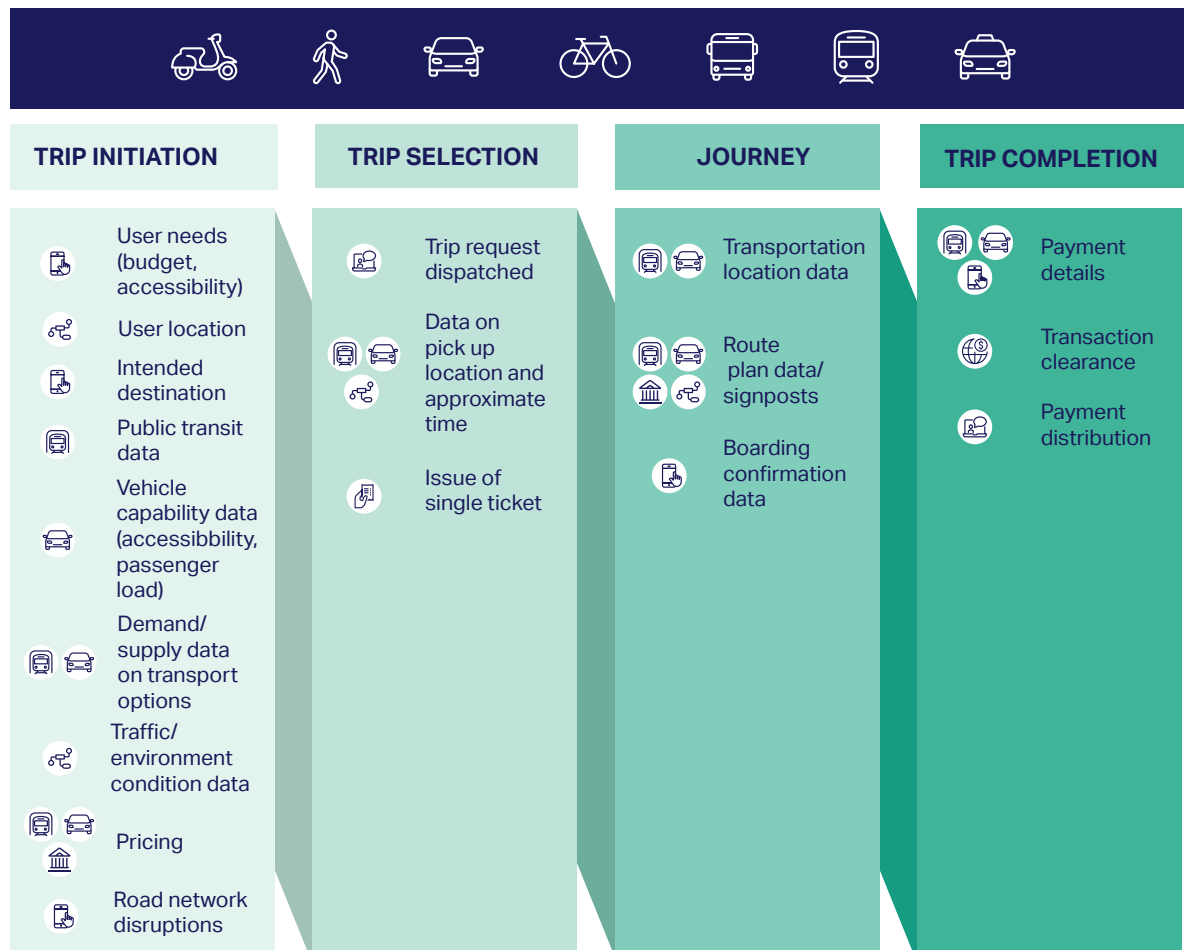 TRIP INITIATION
TRIP SELECTION
JOURNEY
TRIP COMPLETION
User needs
(budget,
accessibility)
User location
Intended
destination
Public transit
data
Vehicle
capability data
(accessibbility,
passenger
load)
Demand/
supply data
on transport
options
Traffic/
environment
condition data
Pricing
Road network
disruptions
Trip request
dispatched
Data on
pick up
location and
approximate
time
Issue of
single ticket
Transportation
location data
Route
plan data/
signposts
Boarding
confirmation
data
Payment
details
Transaction
clearance
Payment
distribution